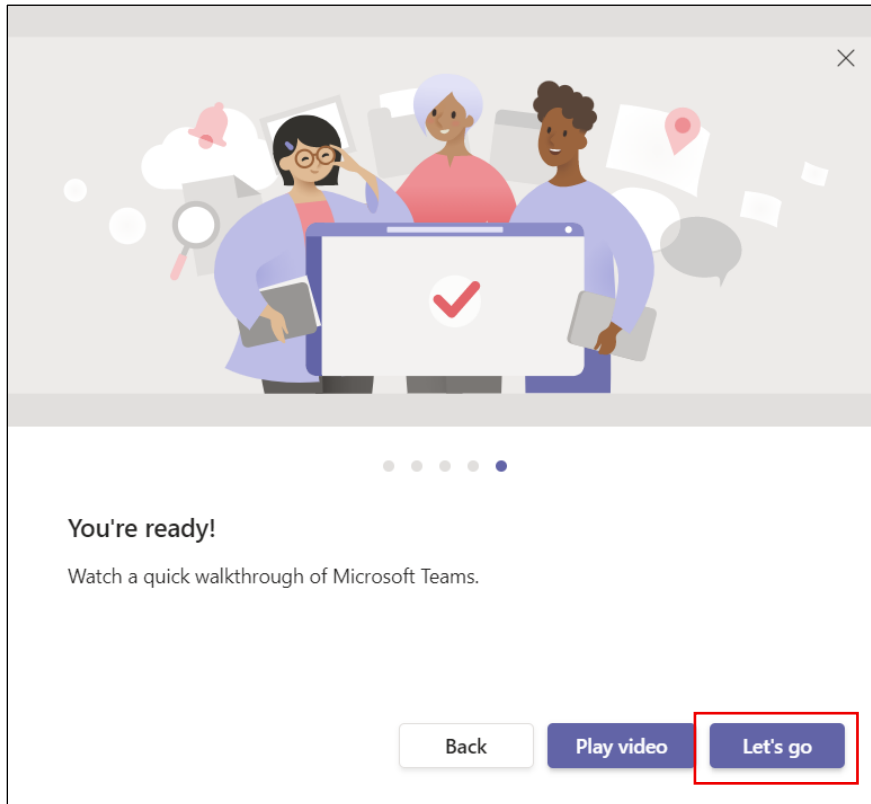 You're ready!
Watch a quick walkthrough of Microsoft Teams.
Back
Play video
Let's go